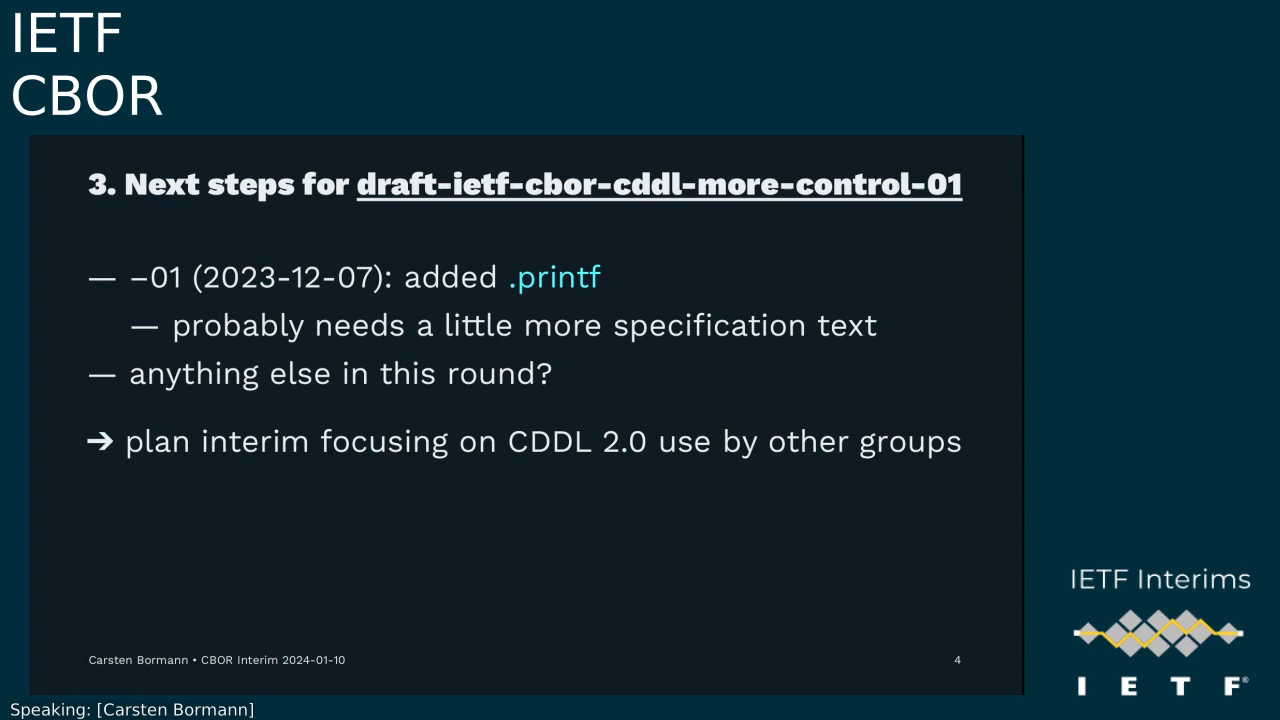 IETF
CBOR
3. Next steps for draft-ietf-cbor-cddl-more-control-01
— –01 (2023-12-07): added .printf
— probably needs a little more specification text
— anything else in this round?
➔ plan interim focusing on CDDL 2.0 use by other groups
Carsten Bormann • CBOR Interim 2024-01-10
4
IETF Interims
I E T F®
Speaking: [Carsten Bormann]